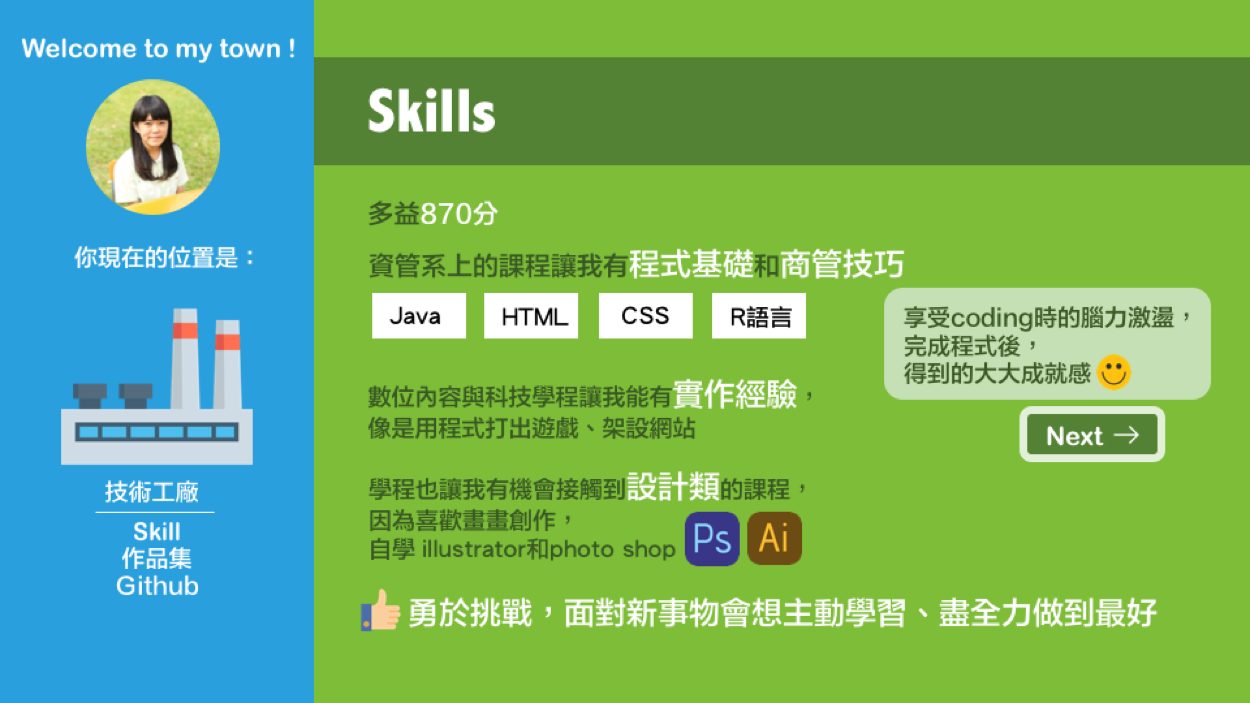 Welcome to my town !
你現在的位置是：
技術工廠
Skill
作品集
Github
Skills
多益870分
資管系上的課程讓我有程式基礎和商管技巧
Java HTML CSS R語言
享受coding時的腦力激盪，
完成程式後，
得到的大大成就感
Next →
數位內容與科技學程讓我能有實作經驗，
像是用程式打出遊戲、架設網站
學程也讓我有機會接觸到設計類的課程，
因為喜歡畫畫創作，
自學 illustrator和photo shop Ps Ai
勇於挑戰，面對新事物會想主動學習、盡全力做到最好